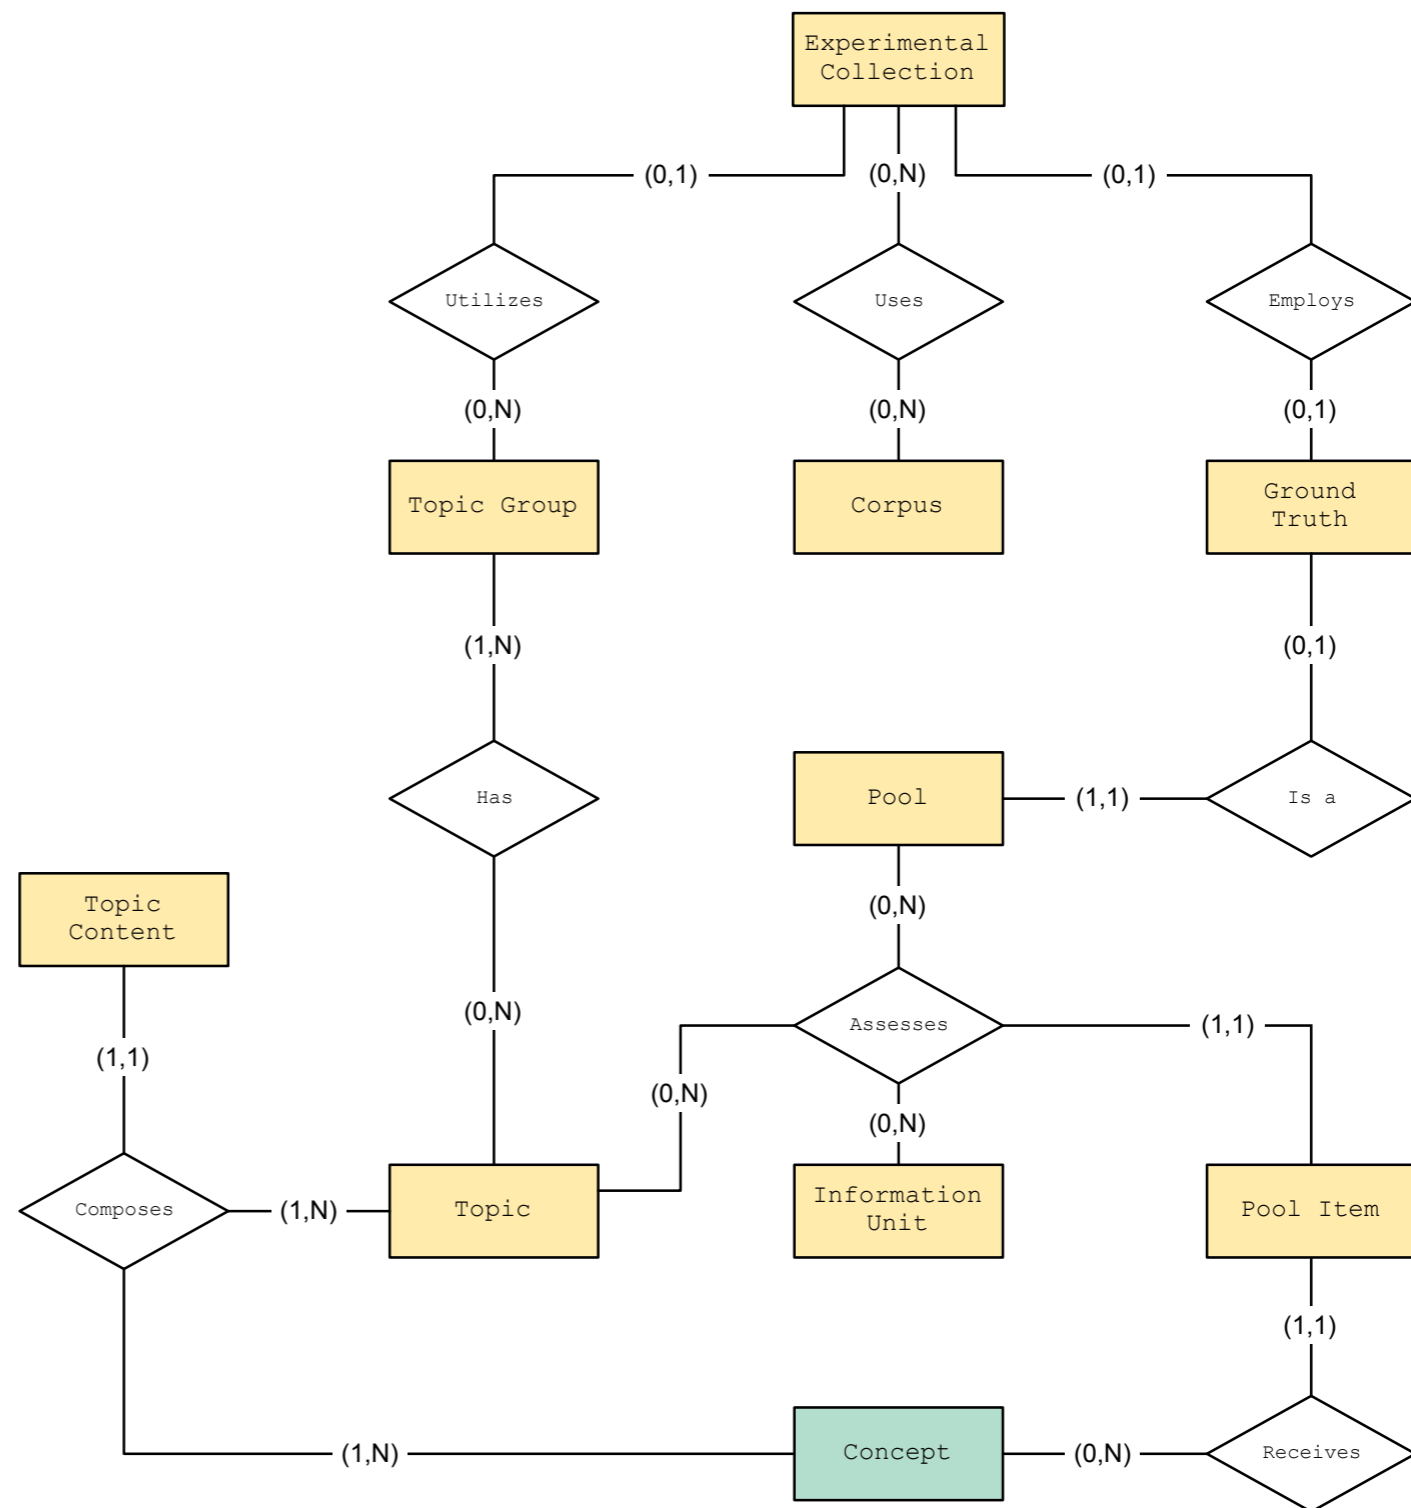 Experimental
Collection
(0,1)
(0,N)
(0,1)
Utilizes
Uses
Employs
(0,N)
(0,N)
(0,1)
Topic Group
Corpus
Ground
Truth
(1,N)
(0,1)
Has
Pool
(1,1)
Is a
Topic
Content
(0,N)
(0,N)
Assesses
(1,1)
(1,1)
(0,N)
(0,N)
Composes
(1,N)
Topic
Information
Unit
Pool Item
(1,1)
(1,N)
Concept
(0,N)
Receives